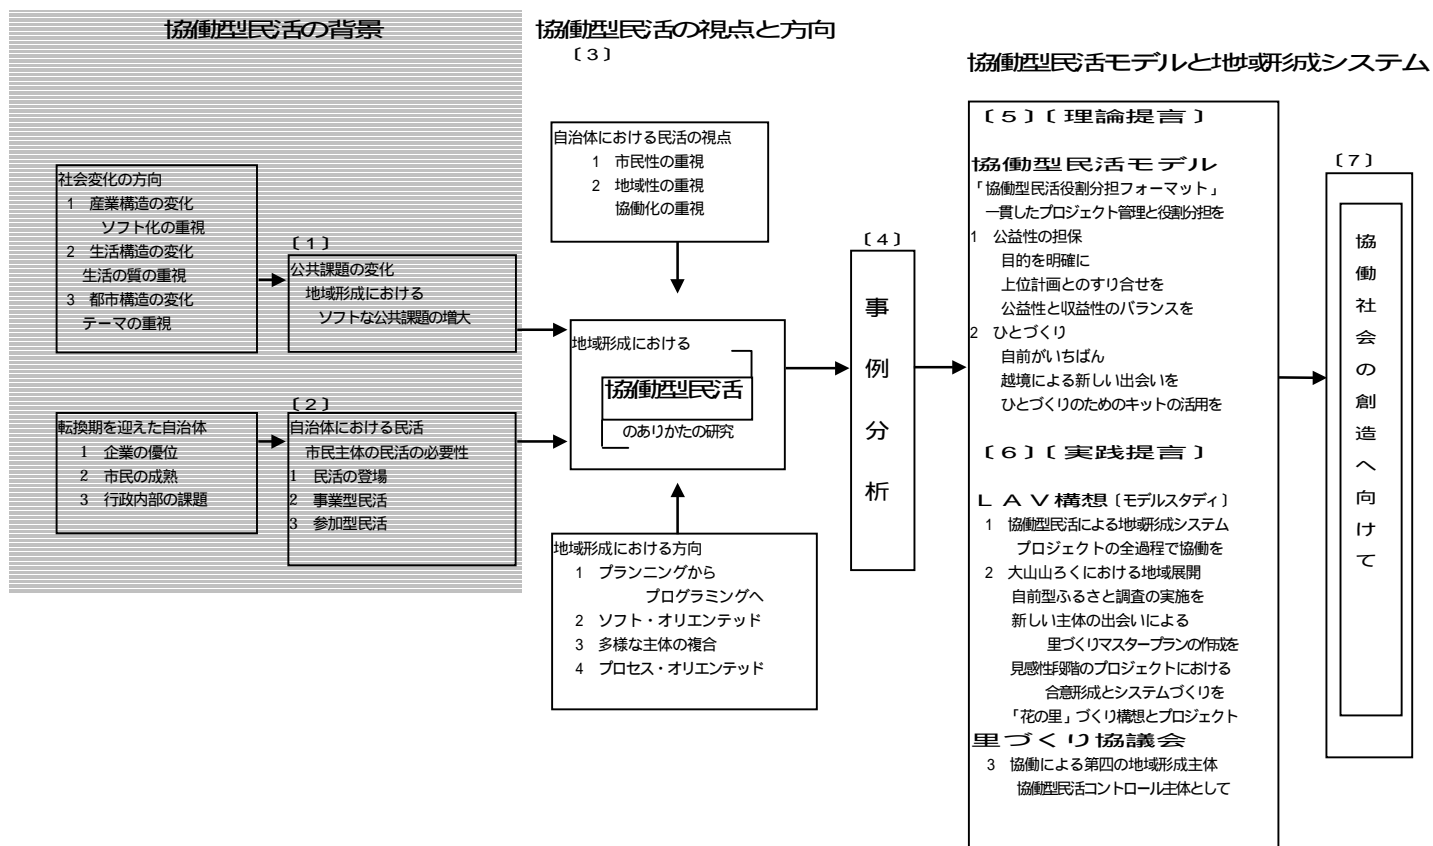 協働型民活の背景
社会変化の方向
1 産業構造の変化
ソフト化の重視
2 生活構造の変化
生活の質の重視
3 都市構造の変化
テーマの重視
〔1〕
公共課題の変化
地域形成における
ソフトな公共課題の増大
転換期を迎えた自治体
1 企業の優位
2 市民の成熟
3 行政内部の課題
〔2〕
自治体における民活
市民主体の民活の必要性
1 民活の登場
2 事業型民活
3 参加型民活
協働型民活の視点と方向
〔3〕
自治体における民活の視点
1 市民性の重視
2 地域性の重視
協働化の重視
地域形成における
協働型民活
のありかたの研究
地域形成における方向
1 プランニングから
プログラミングへ
2 ソフト・オリエンテッド
3 多様な主体の複合
4 プロセス・オリエンテッド
〔4〕
事例分析
協働型民活モデルと地域形成システム
〔5〕〔理論提言〕
協働型民活モデル
「協働型民活役割分担フォーマット」
一貫したプロジェクト管理と役割分担を
1 公益性の担保
目的を明確に
上位計画とのすり合せを
公益性と収益性のバランスを
2 ひとづくり
自前がいちばん
越境による新しい出会いを
ひとづくりのためのキットの活用を
〔6〕〔実践提言〕
LAV構想〔モデルスタディ〕
1 協働型民活による地域形成システム
プロジェクトの全過程で協働を
2 大山山ろくにおける地域展開
自前型ふるさと調査の実施を
新しい主体の出会いによる
里づくりマスタープランの作成を
見感性段階のプロジェクトにおける
合意形成とシステムづくりを
「花の里」づくり構想とプロジェクト
里づくり協議会
3 協働による第四の地域形成主体
協働型民活コントロール主体として
〔7〕
協働社会の創造へ向けて